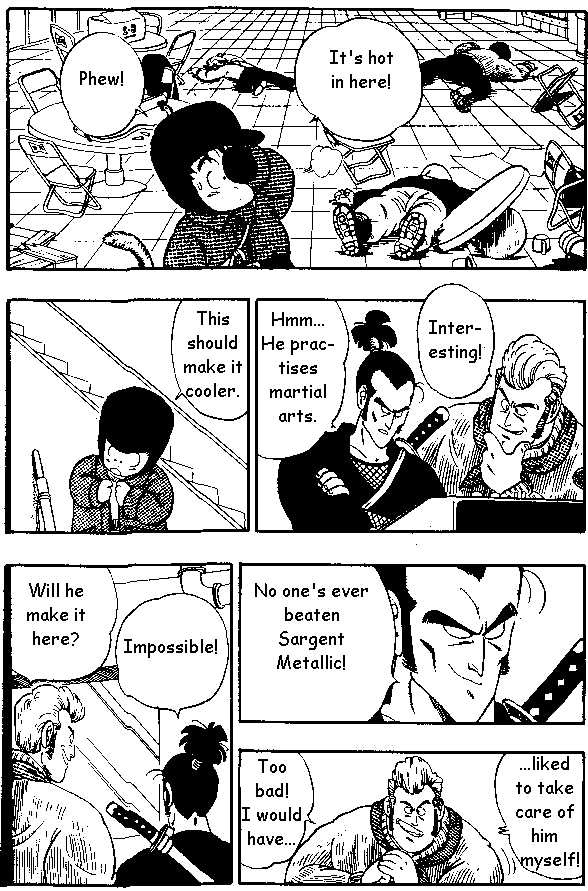 Phew!
It's hot
in here!
This
should
make it
cooler.
Hmm...
He prac-
tises
martial
arts.
Inter-
esting!
Will he
make it
here?
Impossible!
No one's ever
beaten
Sargent
Metallic!
Too
bad!
I would
have...
...liked
to take
care of
him
myself!